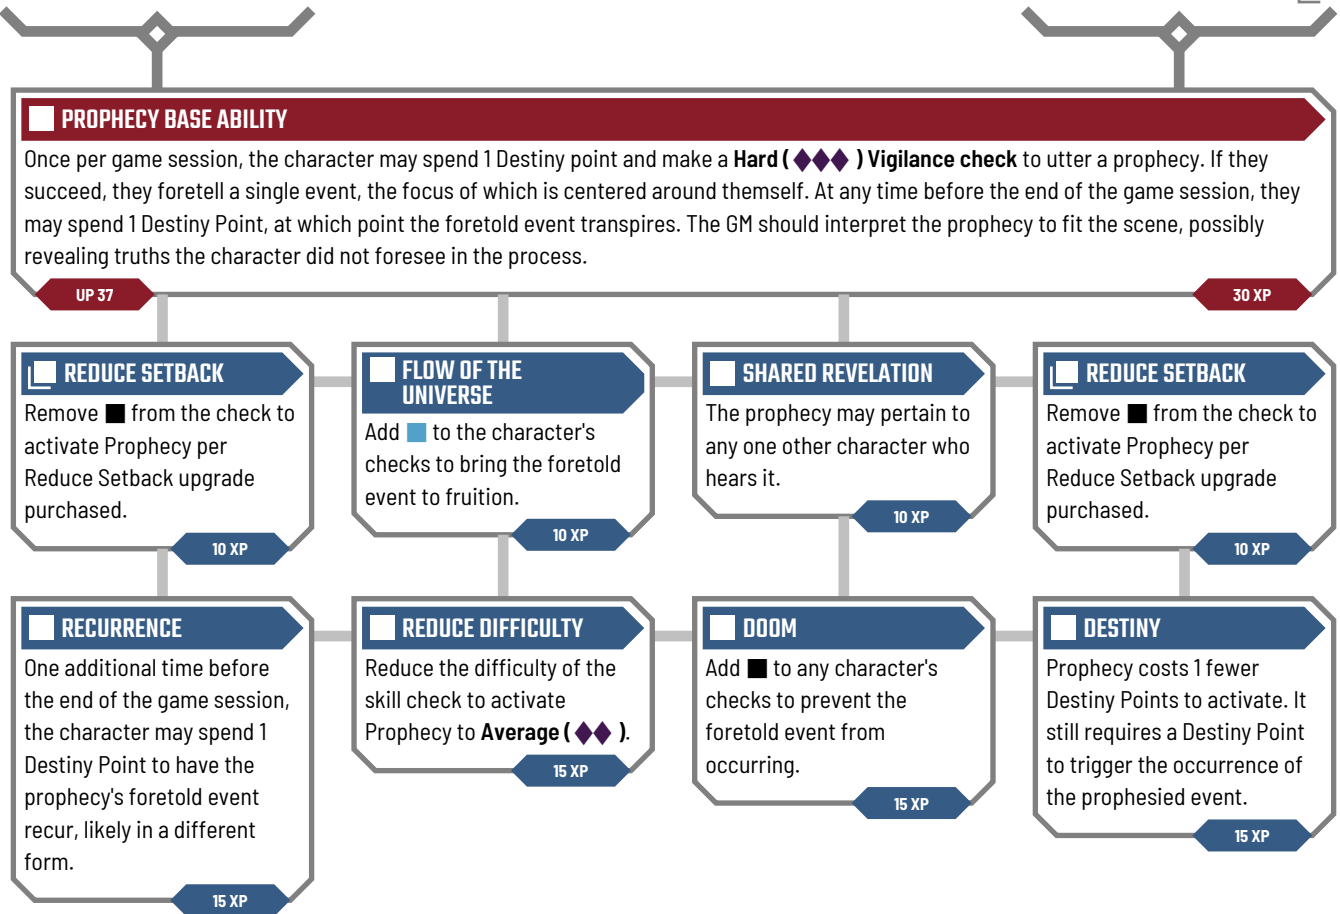 PROPHECY BASE ABILITY
Once per game session, the character may spend 1 Destiny point and make a Hard (◆◆◆) Vigilance check to utter a prophecy. If they
succeed, they foretell a single event, the focus of which is centered around themself. At any time before the end of the game session, they
may spend 1 Destiny Point, at which point the foretold event transpires. The GM should interpret the prophecy to fit the scene, possibly
revealing truths the character did not foresee in the process.
UP 37
30 XP
REDUCE SETBACK
Remove ■ from the check to
activate Prophecy per
Reduce Setback upgrade
purchased.
10 XP
FLOW OF THE
UNIVERSE
Add ■ to the character's
checks to bring the foretold
event to fruition.
10 XP
SHARED REVELATION
The prophecy may pertain to
any one other character who
hears it.
10 XP
REDUCE SETBACK
Remove ■ from the check to
activate Prophecy per
Reduce Setback upgrade
purchased.
10 XP
RECURRENCE
One additional time before
the end of the game session,
the character may spend 1
Destiny Point to have the
prophecy's foretold event
recur, likely in a different
form.
15 XP
REDUCE DIFFICULTY
Reduce the difficulty of the
skill check to activate
Prophecy to Average (◆◆).
15 XP
DOOM
Add ■ to any character's
checks to prevent the
foretold event from
occurring.
15 XP
DESTINY
Prophecy costs 1 fewer
Destiny Points to activate. It
still requires a Destiny Point
to trigger the occurrence of
the prophesied event.
15 XP